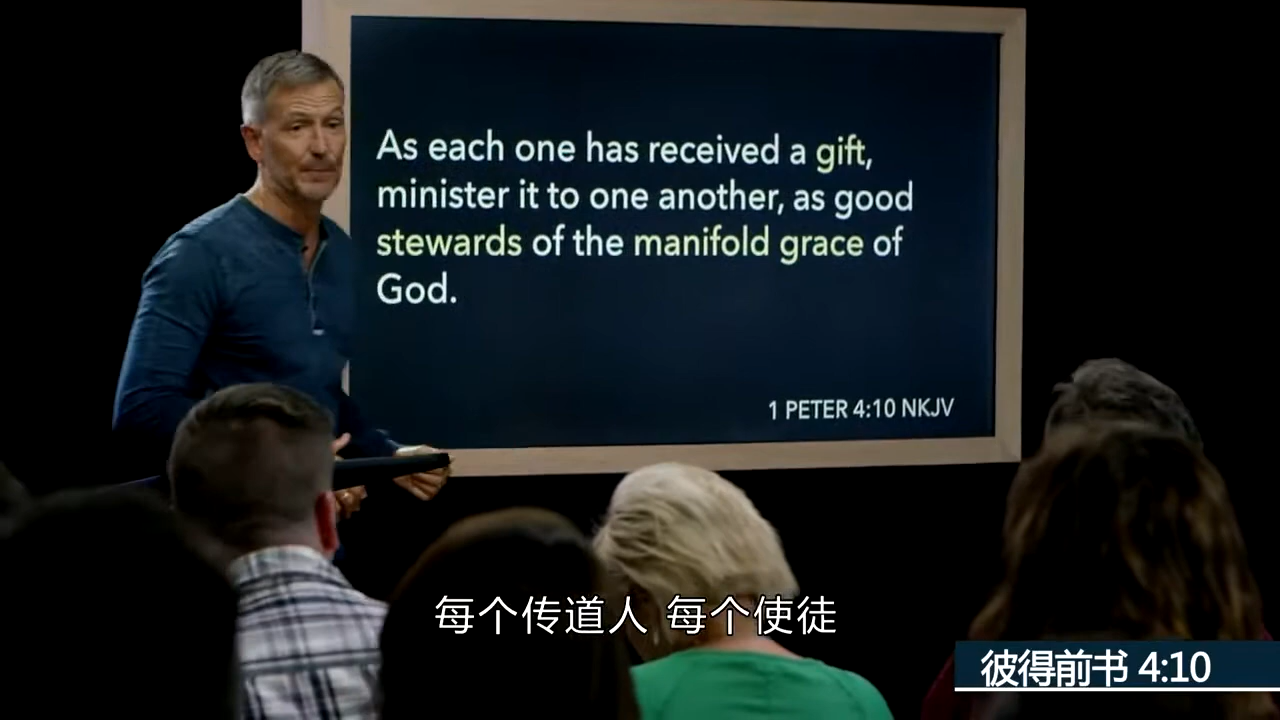 As each one has received a gift,
minister it to one another, as good
stewards of the manifold grace of
God.
1 PETER 4:10 NKJV
每个传道人 每个使徒
彼得前书 4:10